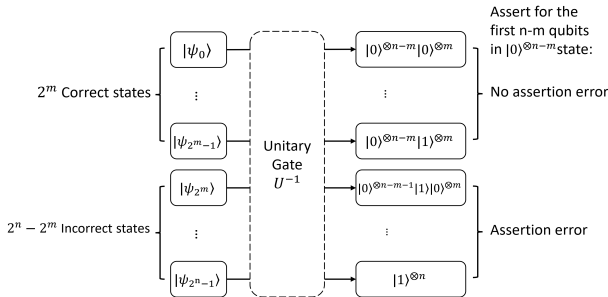 Assert for the
first n-m qubits
in |0⟩^{⊗n−m} state:
|ψ_0⟩
|0⟩^{⊗n−m}|0⟩^{⊗m}
2^m Correct states
⋮
⋮
No assertion error
|ψ_{2^m−1}⟩
|0⟩^{⊗n−m}|1⟩^{⊗m}
Unitary
Gate
U^{−1}
|ψ_{2^m}⟩
|0⟩^{⊗n−m−1}|1⟩|0⟩^{⊗m}
2^n − 2^m Incorrect states
⋮
⋮
Assertion error
|ψ_{2^n−1}⟩
|1⟩^{⊗n}